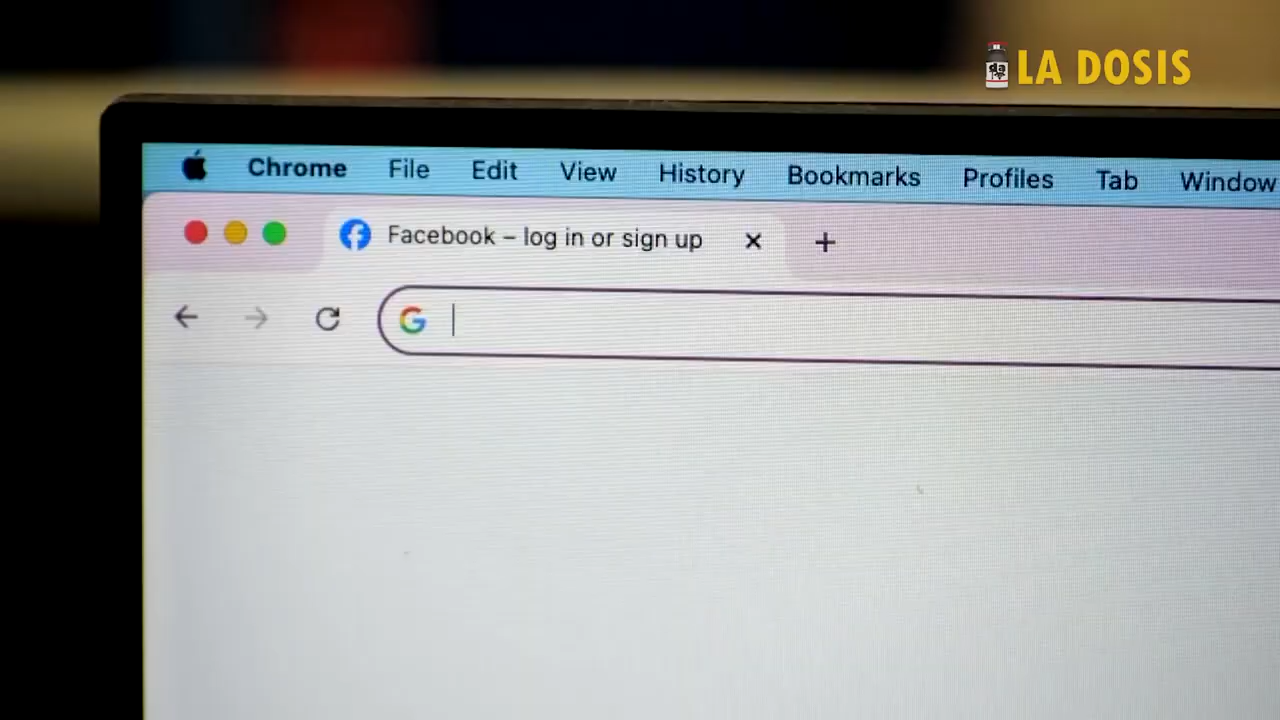 LA DOSIS
Chrome File Edit View History Bookmarks Profiles Tab Window
Facebook – log in or sign up